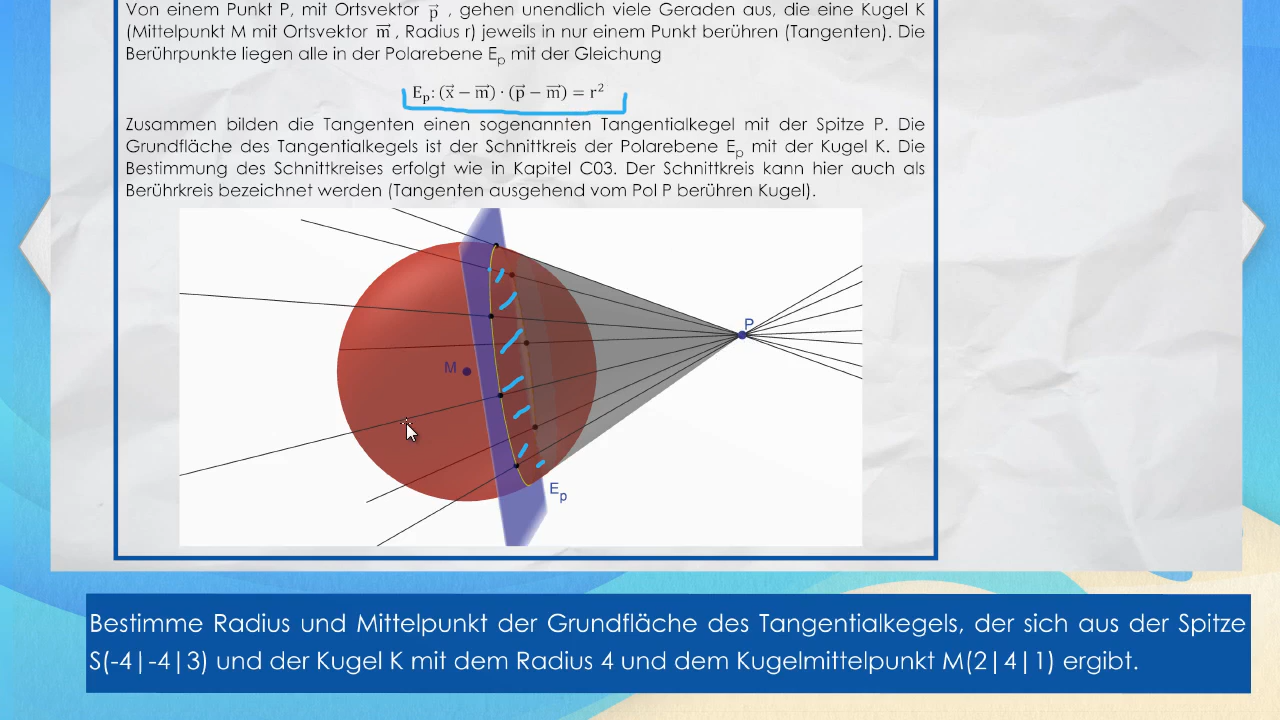 Von einem Punkt P, mit Ortsvektor p⃗ , gehen unendlich viele Geraden aus, die eine Kugel K
(Mittelpunkt M mit Ortsvektor m⃗ , Radius r) jeweils in nur einem Punkt berühren (Tangenten). Die
Berührpunkte liegen alle in der Polarebene Eₚ mit der Gleichung
Eₚ: (x⃗ − m⃗) · (p⃗ − m⃗) = r²
Zusammen bilden die Tangenten einen sogenannten Tangentialkegel mit der Spitze P. Die
Grundfläche des Tangentialkegels ist der Schnittkreis der Polarebene Eₚ mit der Kugel K. Die
Bestimmung des Schnittkreises erfolgt wie in Kapitel C03. Der Schnittkreis kann hier auch als
Berührkreis bezeichnet werden (Tangenten ausgehend vom Pol P berühren Kugel).
P
M
Eₚ
Bestimme Radius und Mittelpunkt der Grundfläche des Tangentialkegels, der sich aus der Spitze
S(-4|-4|3) und der Kugel K mit dem Radius 4 und dem Kugelmittelpunkt M(2|4|1) ergibt.